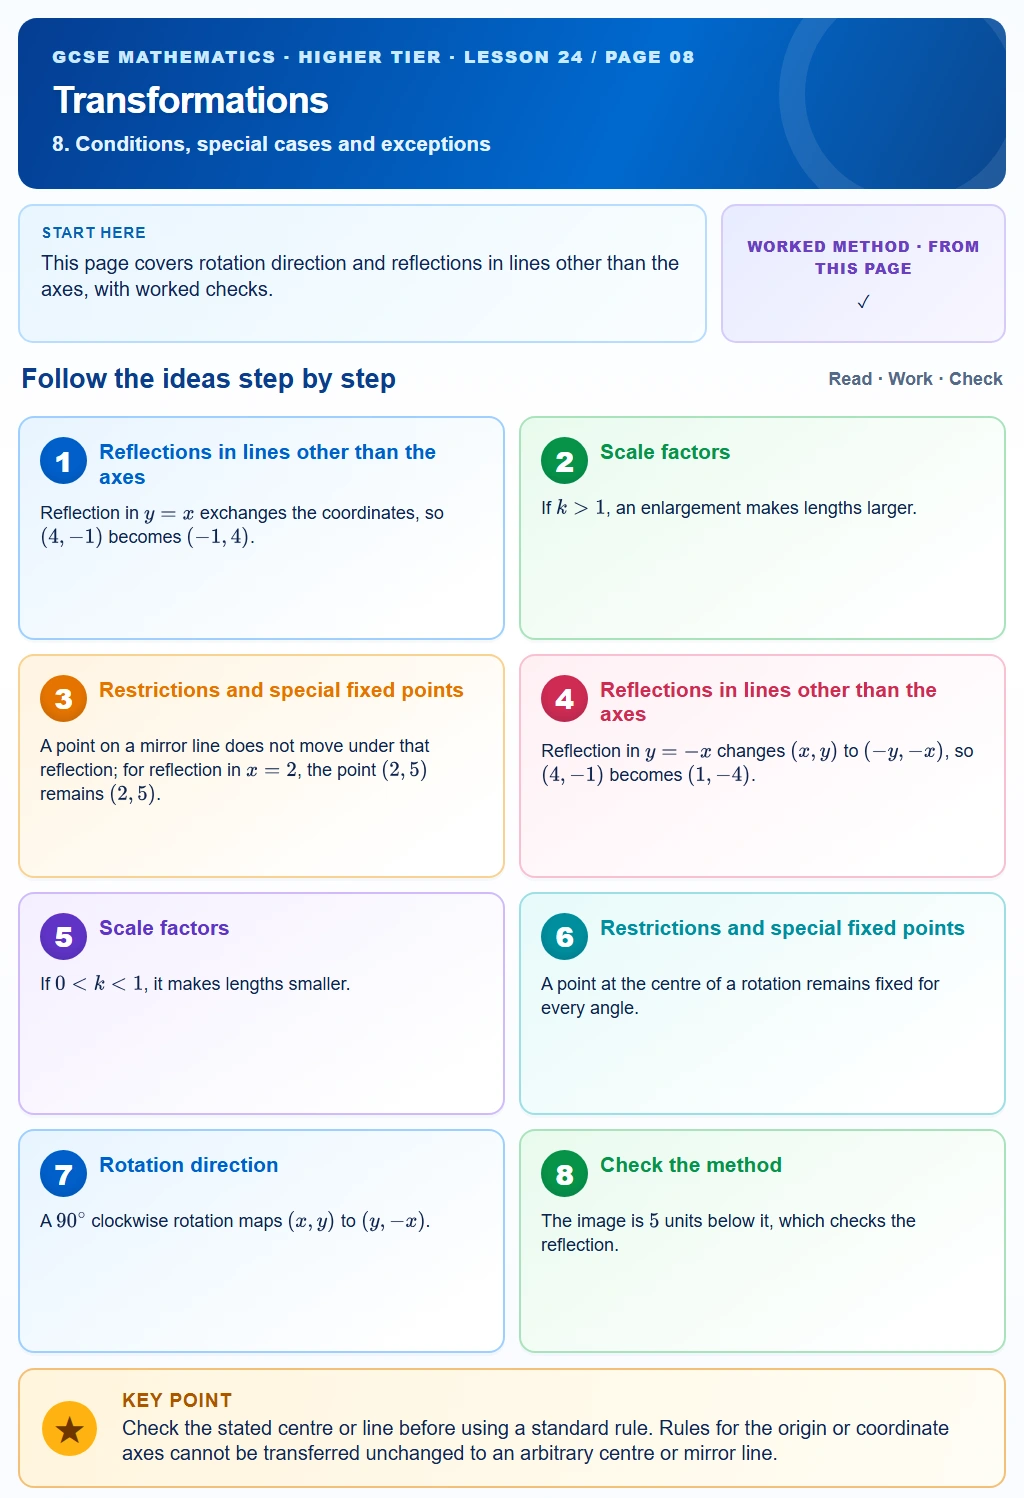 GCSE MATHEMATICS · HIGHER TIER · LESSON 24 / PAGE 08
Transformations
8. Conditions, special cases and exceptions
START HERE
This page covers rotation direction and reflections in lines other than the
axes, with worked checks.
WORKED METHOD · FROM
THIS PAGE
✓
Follow the ideas step by step
Read · Work · Check
1
Reflections in lines other than the
axes
Reflection in y = x exchanges the coordinates, so
(4, −1) becomes (−1, 4).
2
Scale factors
If k > 1, an enlargement makes lengths larger.
3
Restrictions and special fixed points
A point on a mirror line does not move under that
reflection; for reflection in x = 2, the point (2, 5)
remains (2, 5).
4
Reflections in lines other than the
axes
Reflection in y = −x changes (x, y) to (−y, −x), so
(4, −1) becomes (1, −4).
5
Scale factors
If 0 < k < 1, it makes lengths smaller.
6
Restrictions and special fixed points
A point at the centre of a rotation remains fixed for
every angle.
7
Rotation direction
A 90° clockwise rotation maps (x, y) to (y, −x).
8
Check the method
The image is 5 units below it, which checks the
reflection.
KEY POINT
Check the stated centre or line before using a standard rule. Rules for the origin or coordinate
axes cannot be transferred unchanged to an arbitrary centre or mirror line.